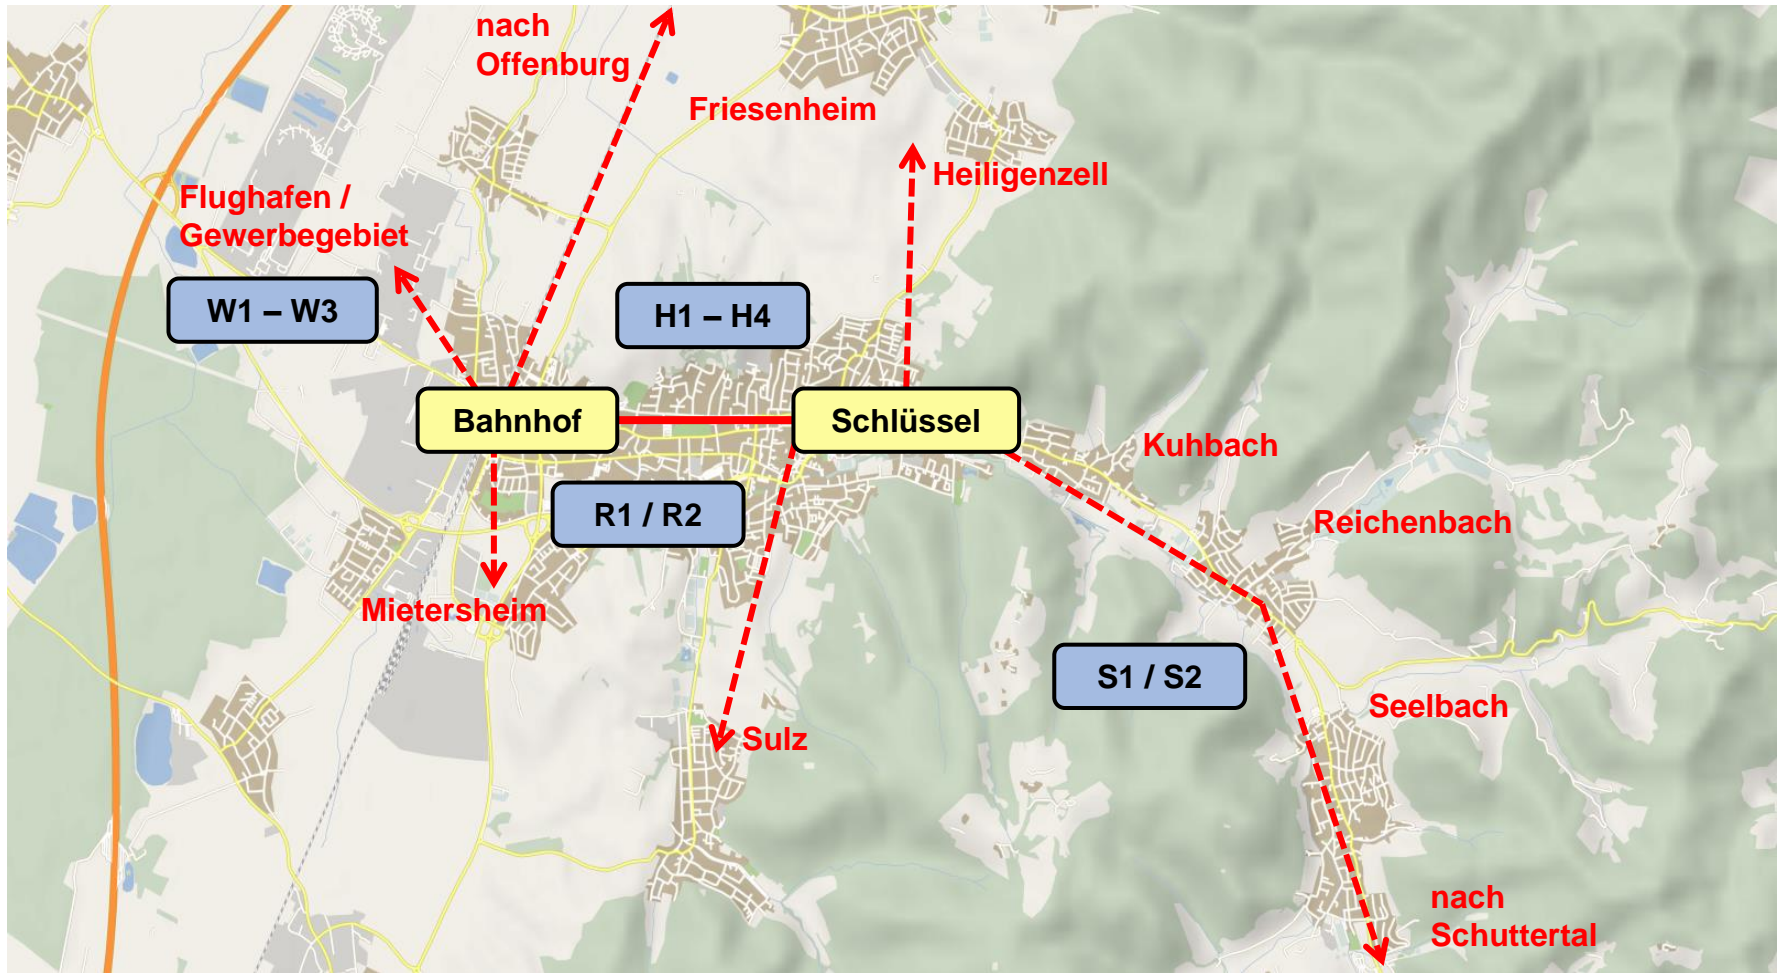 nach
Offenburg
Friesenheim
Heiligenzell
Flughafen /
Gewerbegebiet
W1 – W3
H1 – H4
Bahnhof
Schlüssel
Kuhbach
R1 / R2
Reichenbach
Mietersheim
S1 / S2
Seelbach
Sulz
nach
Schuttertal